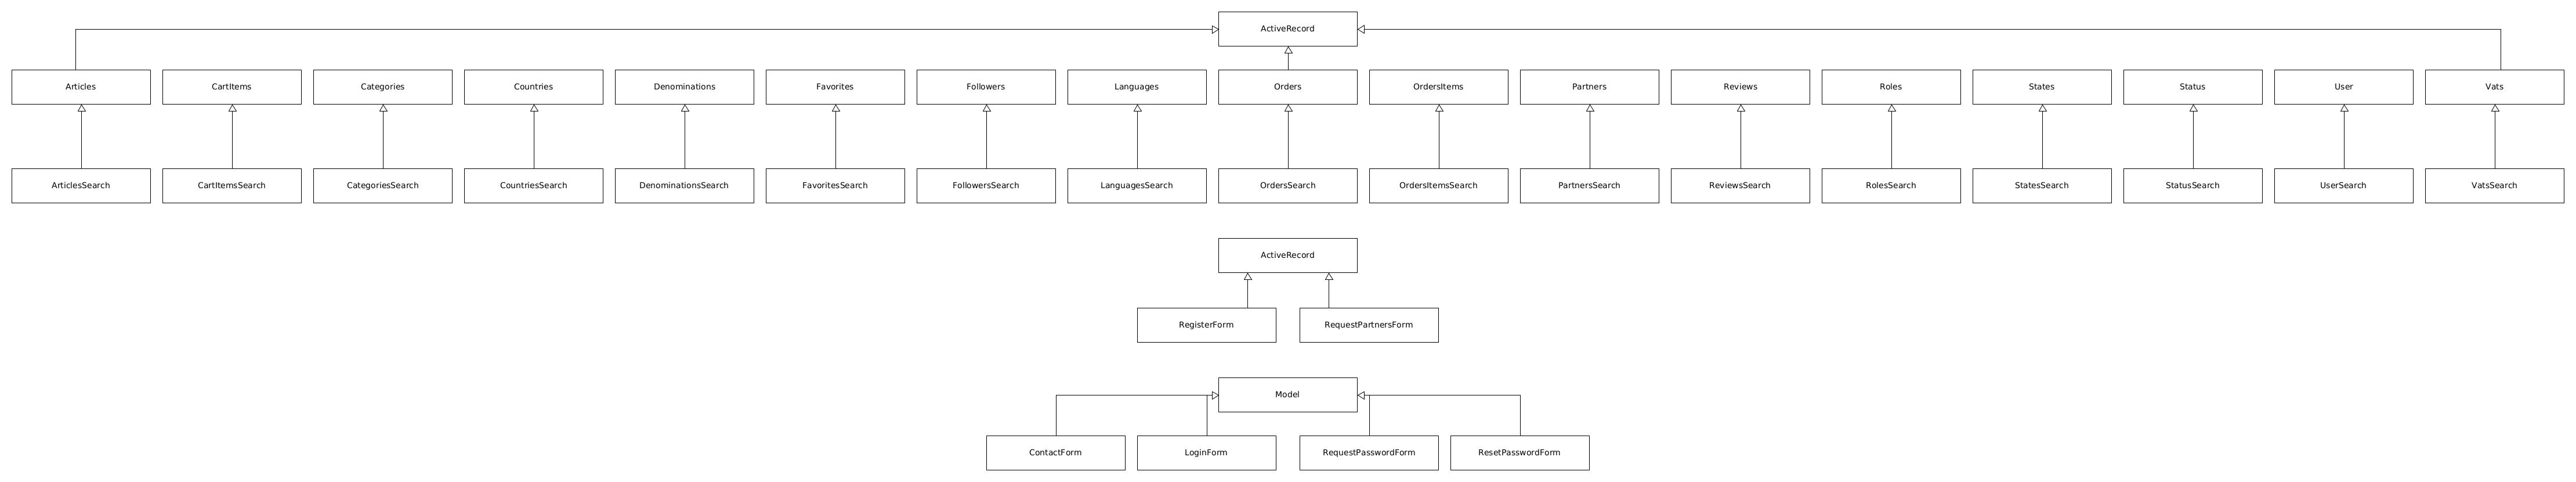 ActiveRecord
Articles
CartItems
Categories
Countries
Denominations
Favorites
Followers
Languages
Orders
OrdersItems
Partners
Reviews
Roles
States
Status
User
Vats
ArticlesSearch
CartItemsSearch
CategoriesSearch
CountriesSearch
DenominationsSearch
FavoritesSearch
FollowersSearch
LanguagesSearch
OrdersSearch
OrdersItemsSearch
PartnersSearch
ReviewsSearch
RolesSearch
StatesSearch
StatusSearch
UserSearch
VatsSearch
ActiveRecord
RegisterForm
RequestPartnersForm
Model
ContactForm
LoginForm
RequestPasswordForm
ResetPasswordForm